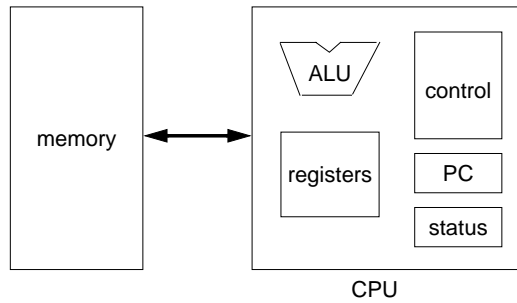 memory
ALU
control
registers
PC
status
CPU